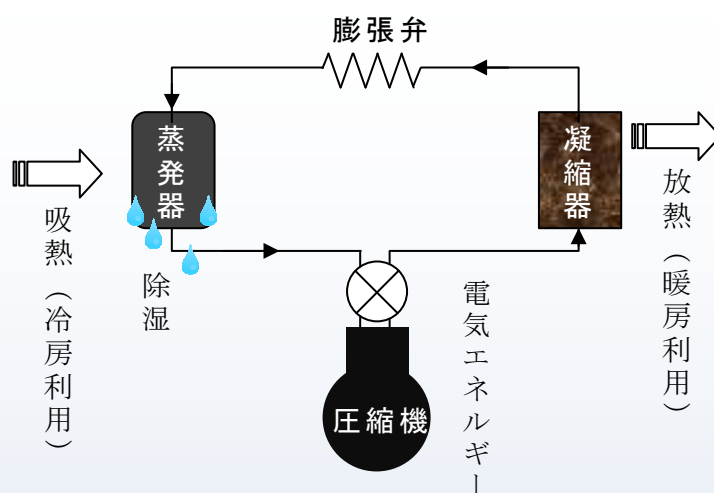 膨張弁
蒸発器
凝縮器
吸熱（冷房利用）
除湿
圧縮機
電気エネルギー
放熱（暖房利用）